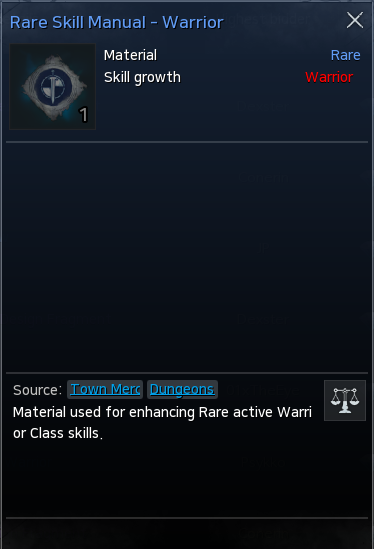 Rare Skill Manual - Warrior
Material Rare
Skill growth Warrior
1
Source: Town Merc Dungeons
Material used for enhancing Rare active Warri
or Class skills.